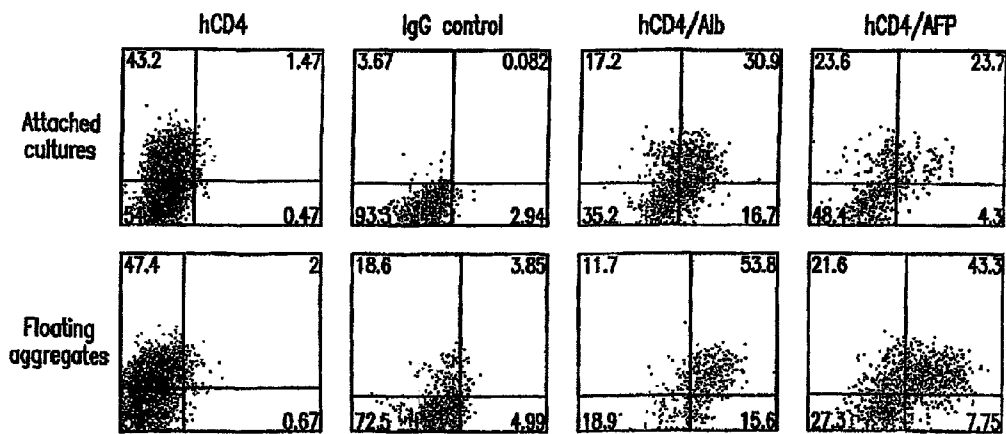 hCD4 IgG control hCD4/Alb hCD4/AFP
43.2 1.47 3.67 0.082 17.2 30.9 23.6 23.7
Attached
cultures
0.47 93.3 2.94 35.2 16.7 48.4 4.3
47.4 2 18.6 3.85 11.7 53.8 21.6 43.3
Floating
aggregates
0.67 72.5 4.99 18.9 15.6 27.3 7.75